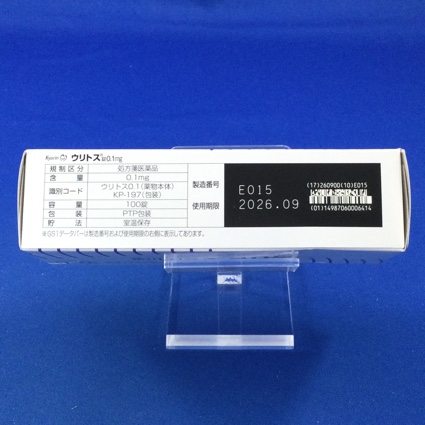 Kyorin ウリトス®錠0.1mg
規制区分 処方箋医薬品
含量 0.1mg
識別コード ウリトス0.1(薬物本体)
KP-197(包装)
容量 100錠
包装 PTP包装
貯法 室温保存
※GS1データバーは製造番号および使用期限の右側に表示してあります。
製造番号 E015
使用期限 2026.09
(17)260900(10)E015
(01)14987060006414